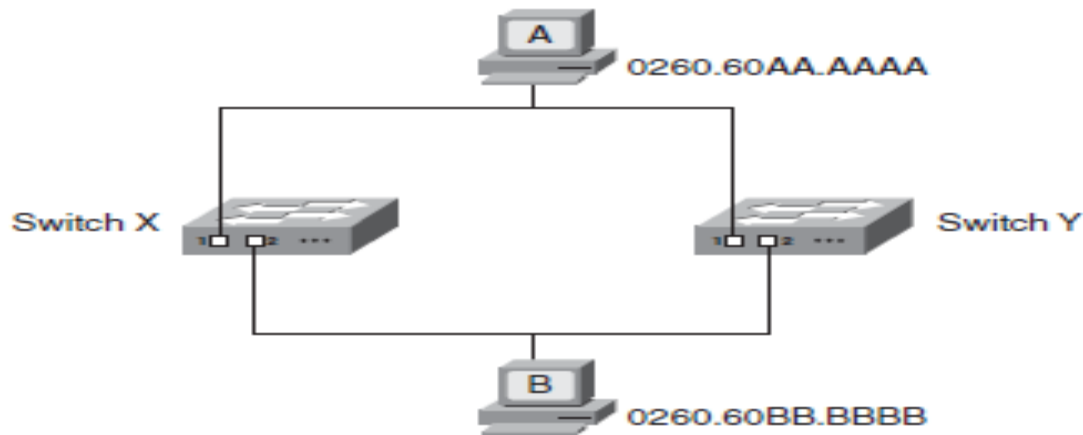 A
0260.60AA.AAAA
Switch X
1 2 ...
Switch Y
1 2 ...
B
0260.60BB.BBBB